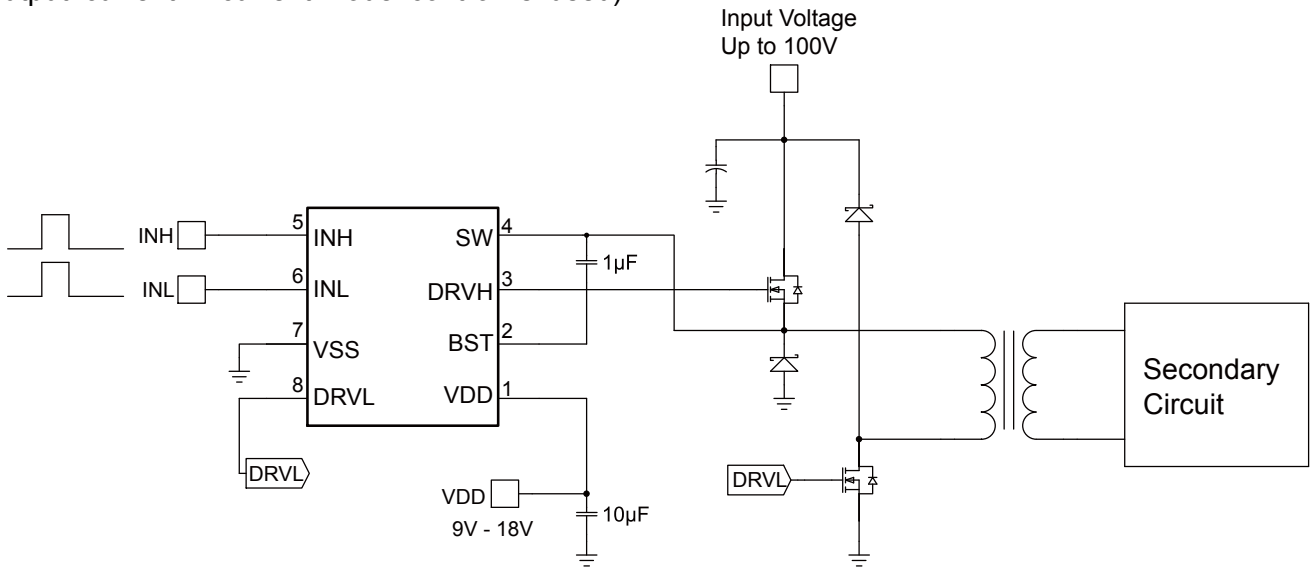 Input Voltage
Up to 100V
INH
INL
5
INH
6
INL
7
VSS
8
DRVL
SW
4
DRVH
3
BST
2
VDD
1
1µF
DRVL
VDD
9V - 18V
10µF
DRVL
Secondary
Circuit